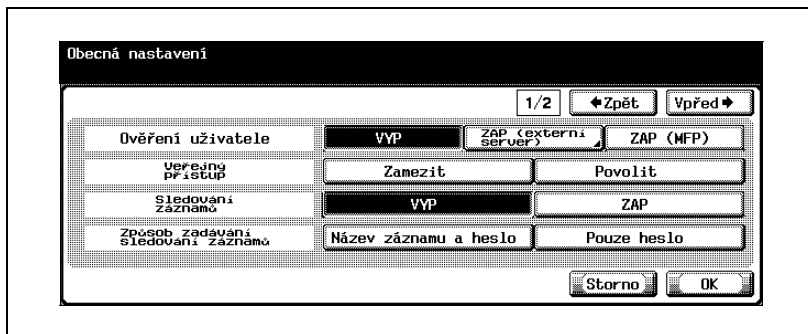 Obecná nastavení
1/2 ←Zpět Vpřed→
Ověření uživatele VYP ZAP (externí server) ZAP (MFP)
Veřejný přístup Zamezit Povolit
Sledování záznamů VYP ZAP
Způsob zadávání sledování záznamů Název záznamu a heslo Pouze heslo
Storno OK